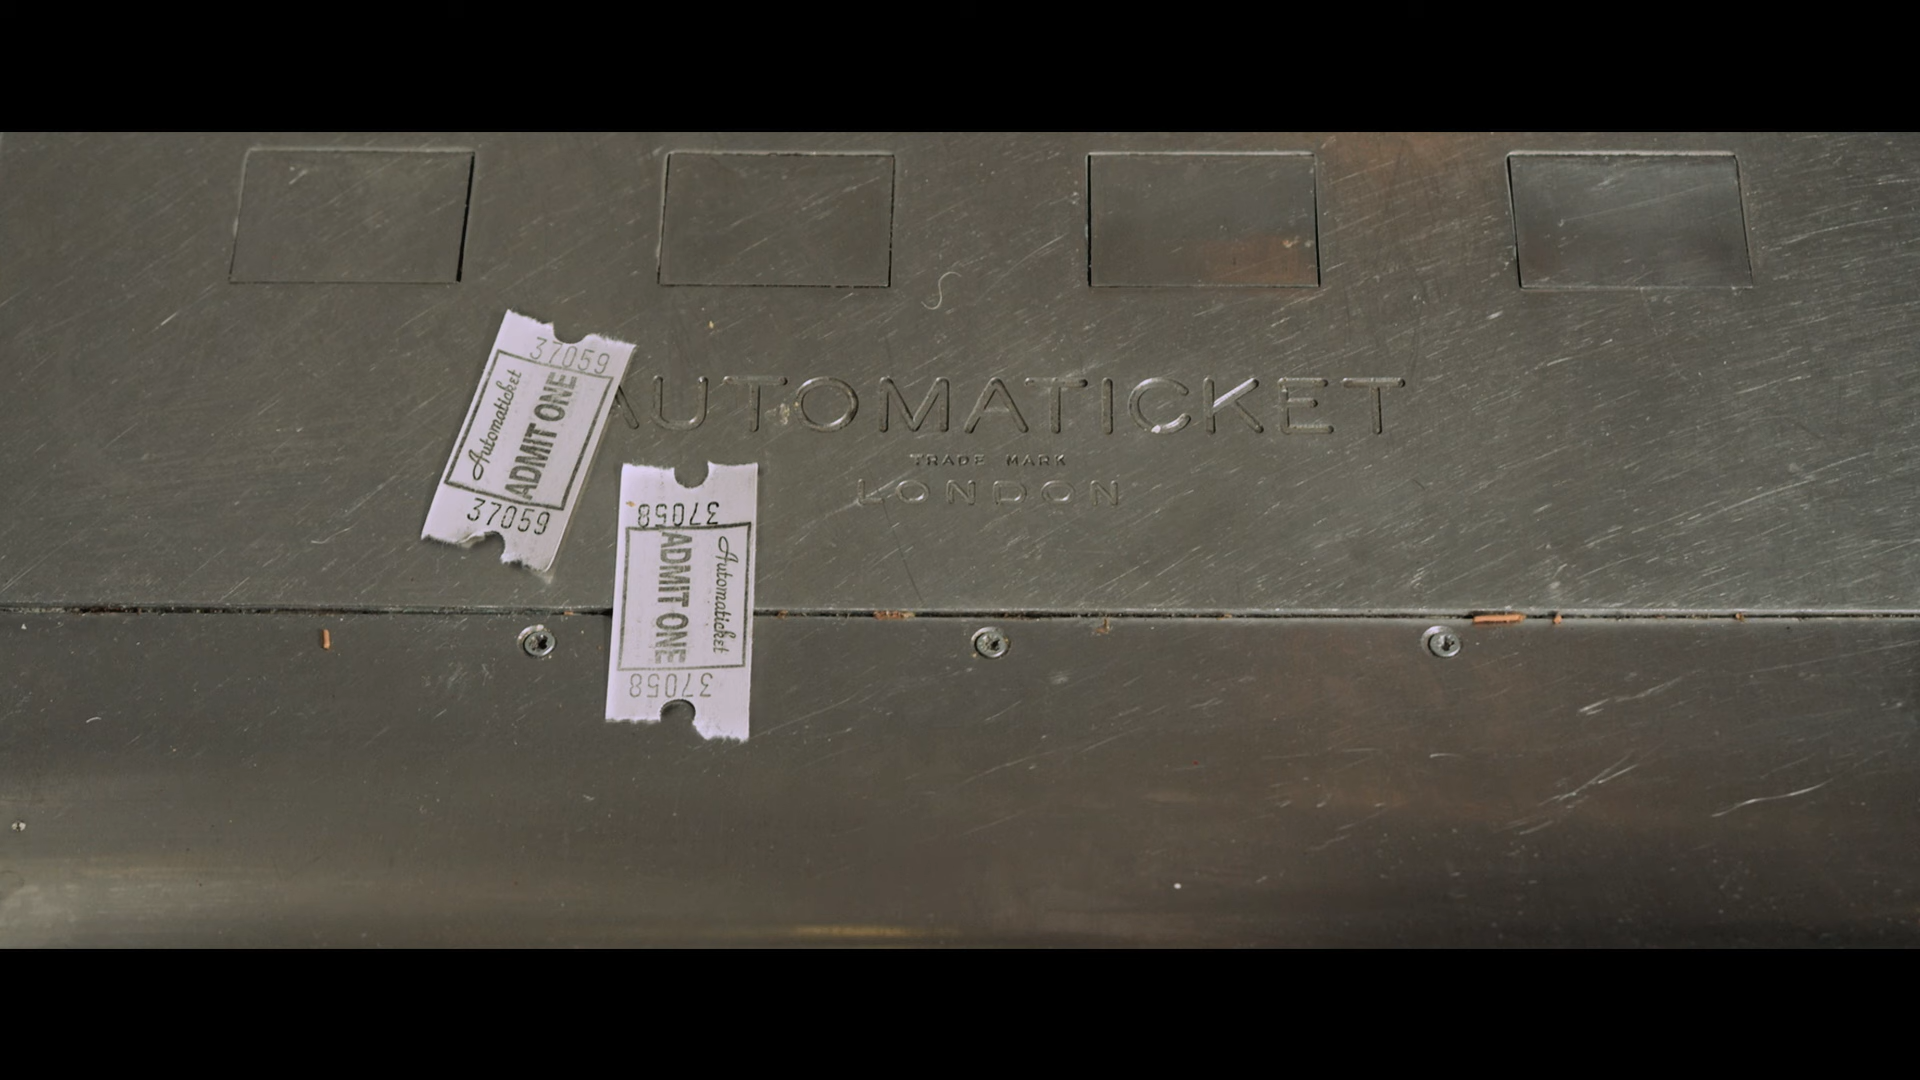 37059
Automaticket
ADMIT ONE
37059
AUTOMATICKET
TRADE MARK
LONDON
37058
Automaticket
ADMIT ONE
37058